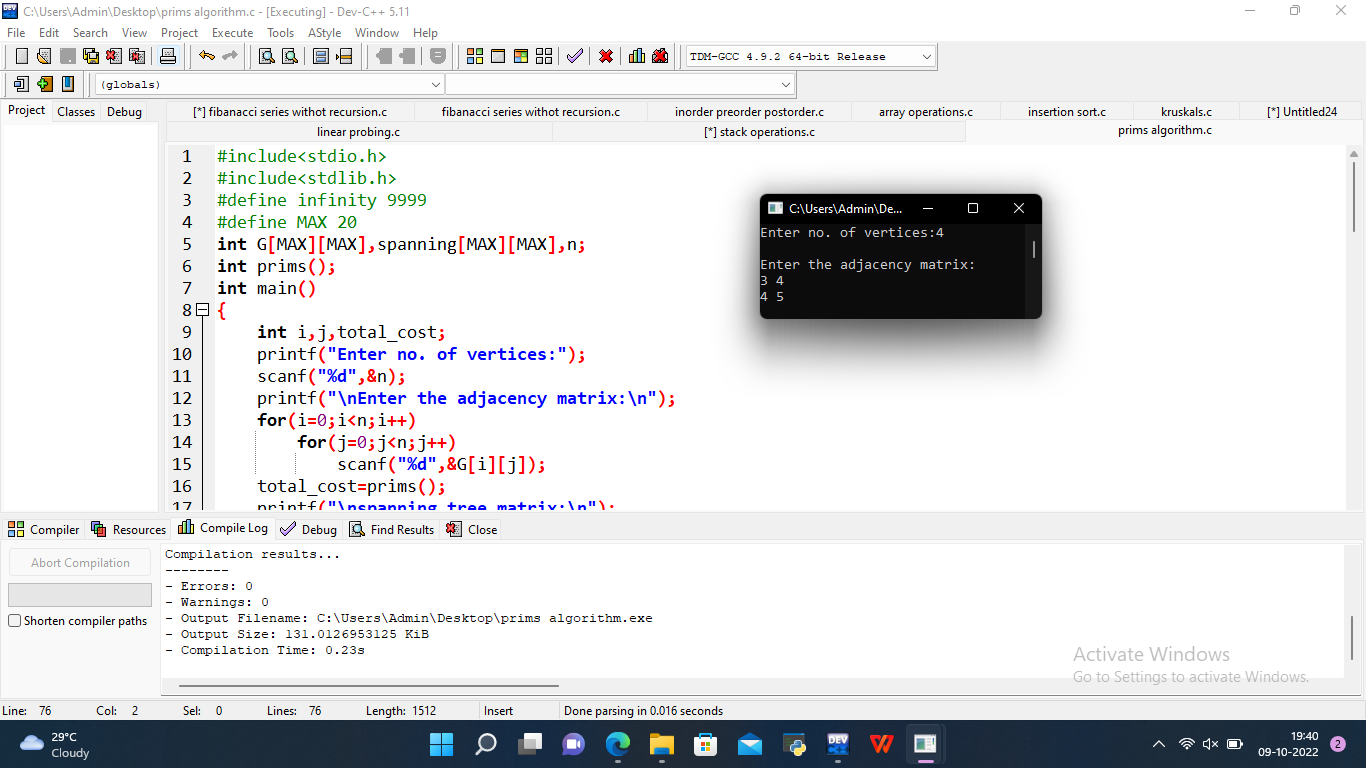 C:\Users\Admin\Desktop\prims algorithm.c - [Executing] - Dev-C++ 5.11
File Edit Search View Project Execute Tools AStyle Window Help
TDM-GCC 4.9.2 64-bit Release
(globals)
Project Classes Debug
[*] fibanacci series withot recursion.c fibanacci series withot recursion.c inorder preorder postorder.c array operations.c insertion sort.c kruskals.c [*] Untitled24
linear probing.c [*] stack operations.c prims algorithm.c
1 #include<stdio.h>
2 #include<stdlib.h>
3 #define infinity 9999
4 #define MAX 20
5 int G[MAX][MAX],spanning[MAX][MAX],n;
6 int prims();
7 int main()
8 {
9 int i,j,total_cost;
10 printf("Enter no. of vertices:");
11 scanf("%d",&n);
12 printf("\nEnter the adjacency matrix:\n");
13 for(i=0;i<n;i++)
14 for(j=0;j<n;j++)
15 scanf("%d",&G[i][j]);
16 total_cost=prims();
17 printf("\nspanning tree matrix:\n");
C:\Users\Admin\De...
Enter no. of vertices:4
Enter the adjacency matrix:
3 4
4 5
Compiler Resources Compile Log Debug Find Results Close
Abort Compilation
Shorten compiler paths
Compilation results...
--------
- Errors: 0
- Warnings: 0
- Output Filename: C:\Users\Admin\Desktop\prims algorithm.exe
- Output Size: 131.0126953125 KiB
- Compilation Time: 0.23s
Activate Windows
Go to Settings to activate Windows.
Line: 76 Col: 2 Sel: 0 Lines: 76 Length: 1512 Insert Done parsing in 0.016 seconds
29°C
Cloudy
DEV
19:40
09-10-2022
2